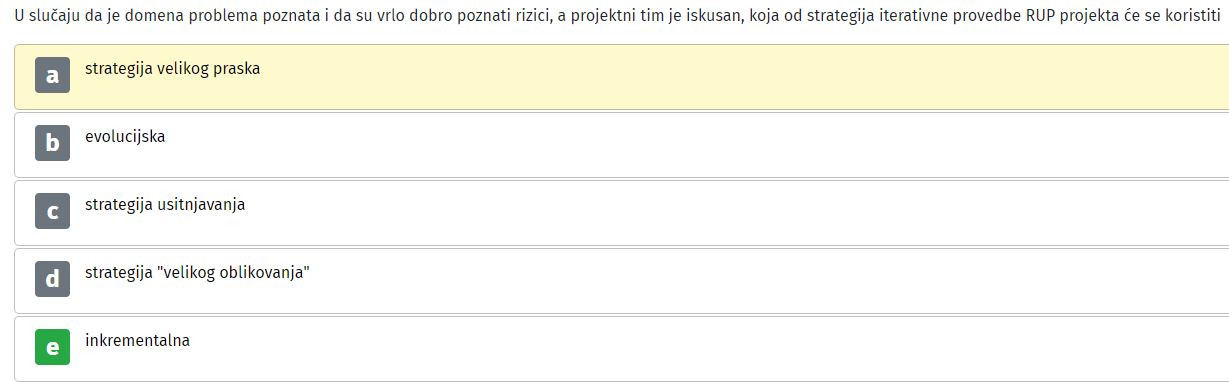 U slučaju da je domena problema poznata i da su vrlo dobro poznati rizici, a projektni tim je iskusan, koja od strategija iterativne provedbe RUP projekta će se koristiti
a strategija velikog praska
b evolucijska
c strategija usitnjavanja
d strategija "velikog oblikovanja"
e inkrementalna